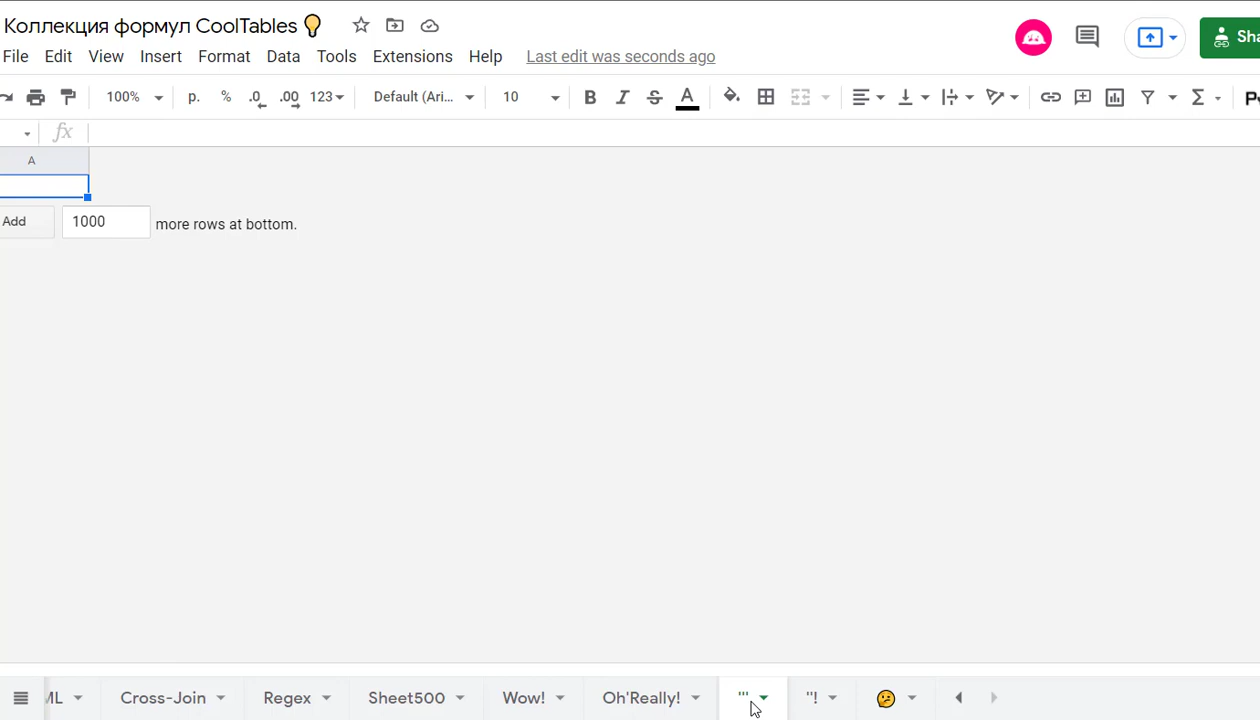 Коллекция формул CoolTables
File Edit View Insert Format Data Tools Extensions Help Last edit was seconds ago
100% р. % .0 .00 123 Default (Ari... 10 B I S A Σ
fx
A
Add 1000 more rows at bottom.
Cross-Join Regex Sheet500 Wow! Oh'Really! ''' "! 🤔